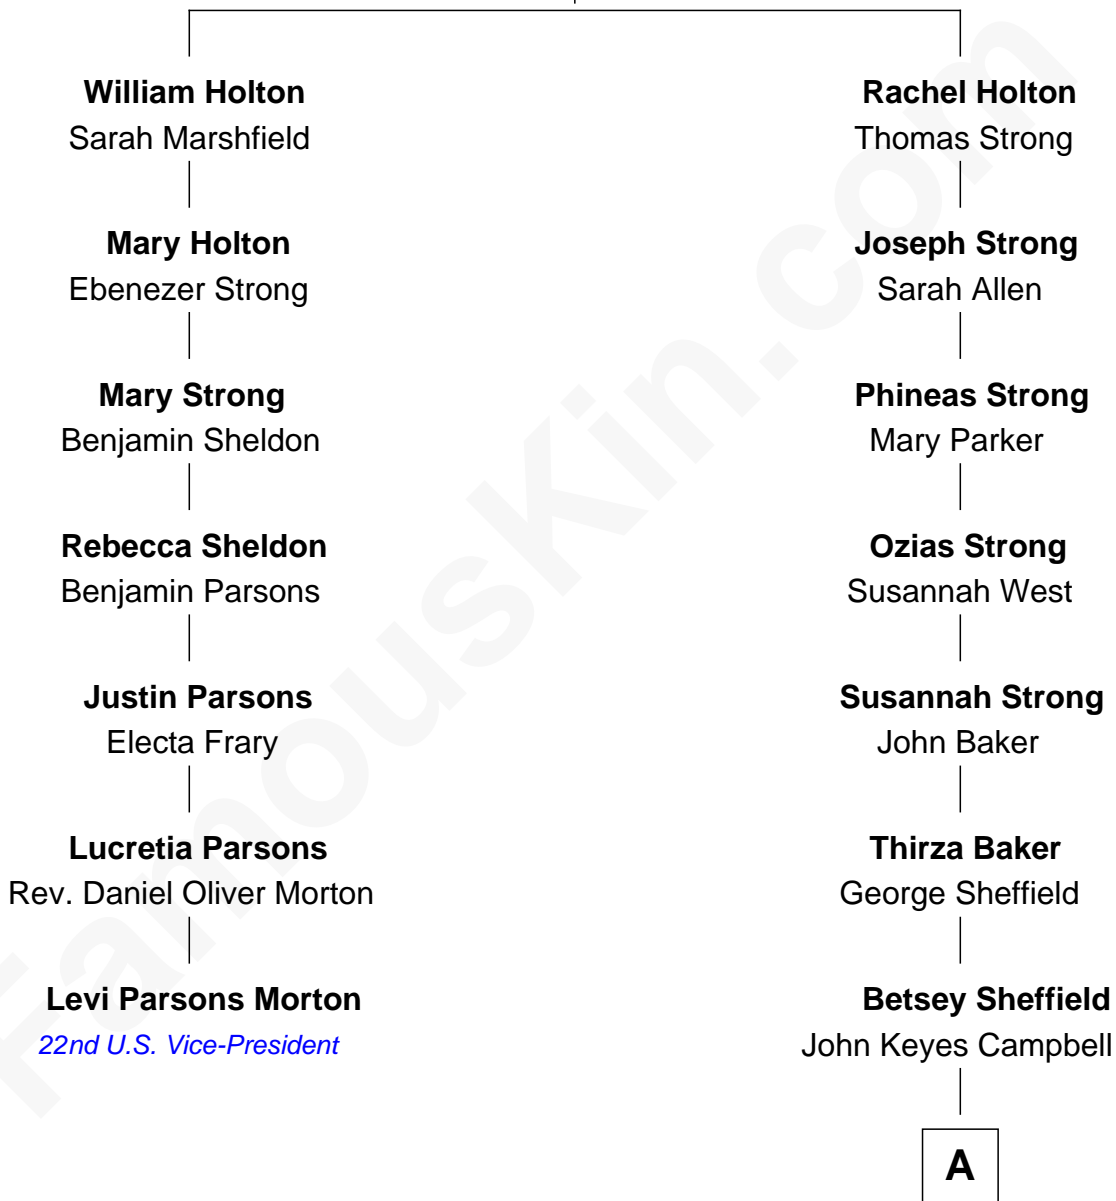 William Holton
Sarah Marshfield
Mary Holton
Ebenezer Strong
Mary Strong
Benjamin Sheldon
Rebecca Sheldon
Benjamin Parsons
Justin Parsons
Electa Frary
Lucretia Parsons
Rev. Daniel Oliver Morton
Levi Parsons Morton
22nd U.S. Vice-President
Rachel Holton
Thomas Strong
Joseph Strong
Sarah Allen
Phineas Strong
Mary Parker
Ozias Strong
Susannah West
Susannah Strong
John Baker
Thirza Baker
George Sheffield
Betsey Sheffield
John Keyes Campbell
A
FamousKin.com